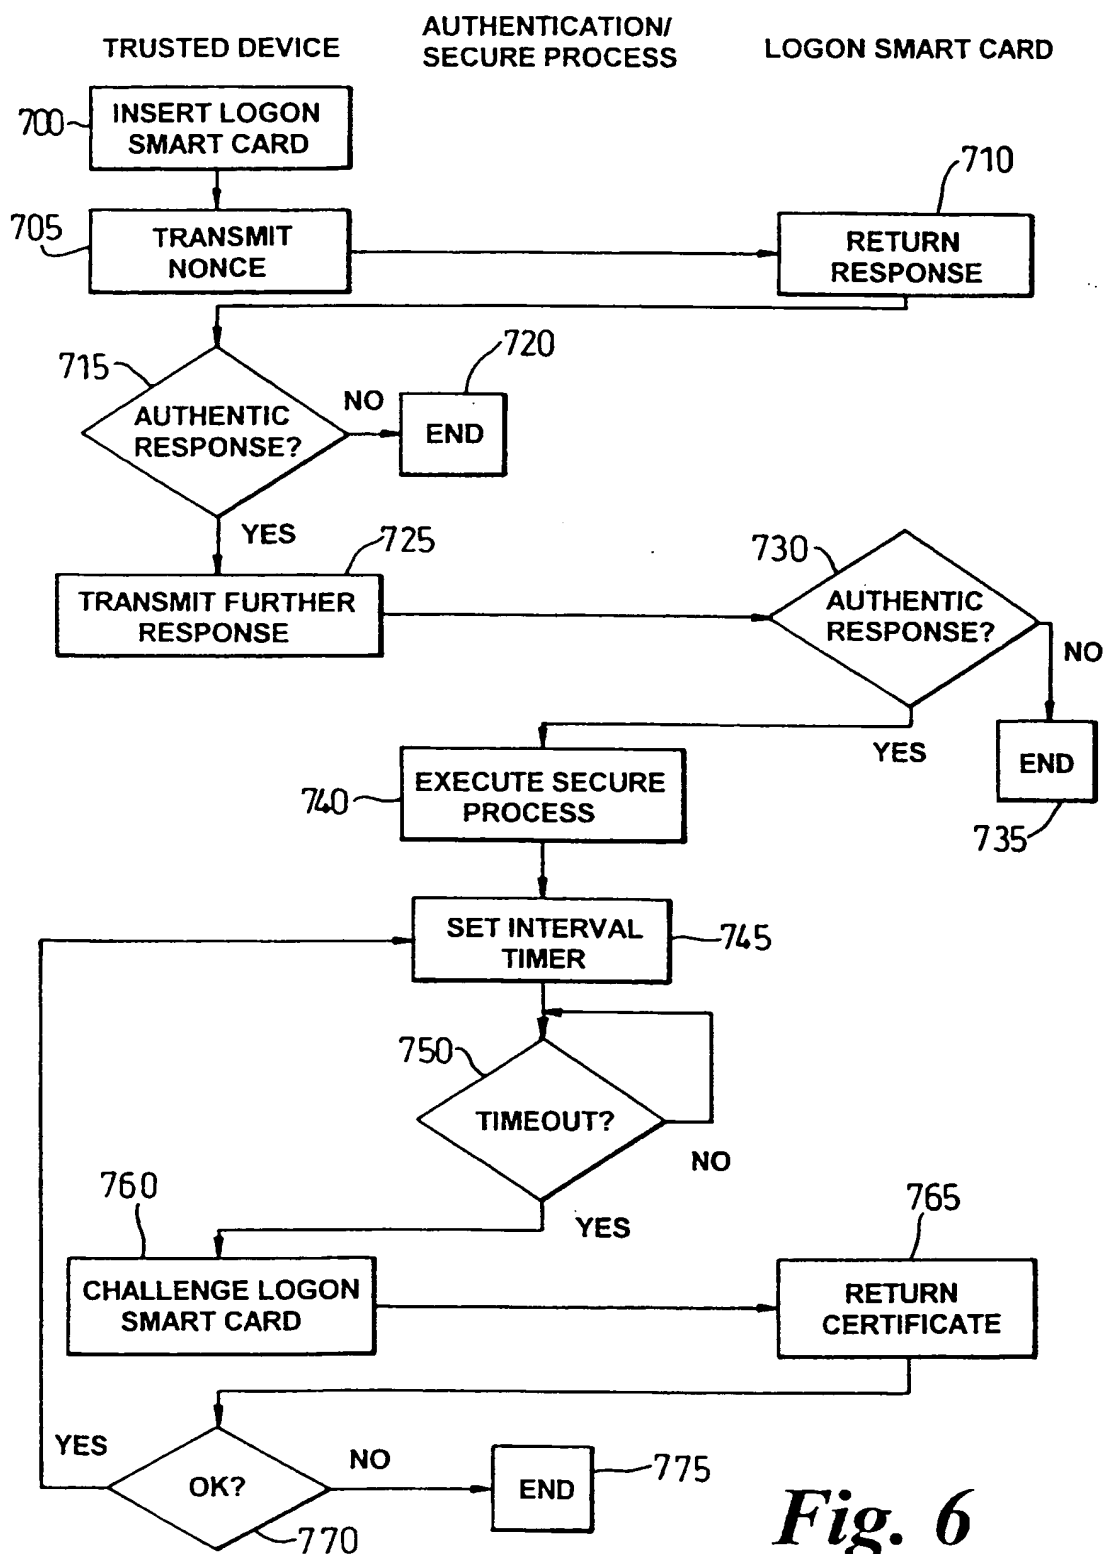 TRUSTED DEVICE
AUTHENTICATION/
SECURE PROCESS
LOGON SMART CARD
700
INSERT LOGON
SMART CARD
705
TRANSMIT
NONCE
710
RETURN
RESPONSE
715
AUTHENTIC
RESPONSE?
NO
720
END
YES
725
TRANSMIT FURTHER
RESPONSE
730
AUTHENTIC
RESPONSE?
NO
YES
END
735
740
EXECUTE SECURE
PROCESS
SET INTERVAL
TIMER
745
750
TIMEOUT?
NO
YES
760
CHALLENGE LOGON
SMART CARD
765
RETURN
CERTIFICATE
YES
OK?
NO
770
END
775
Fig. 6